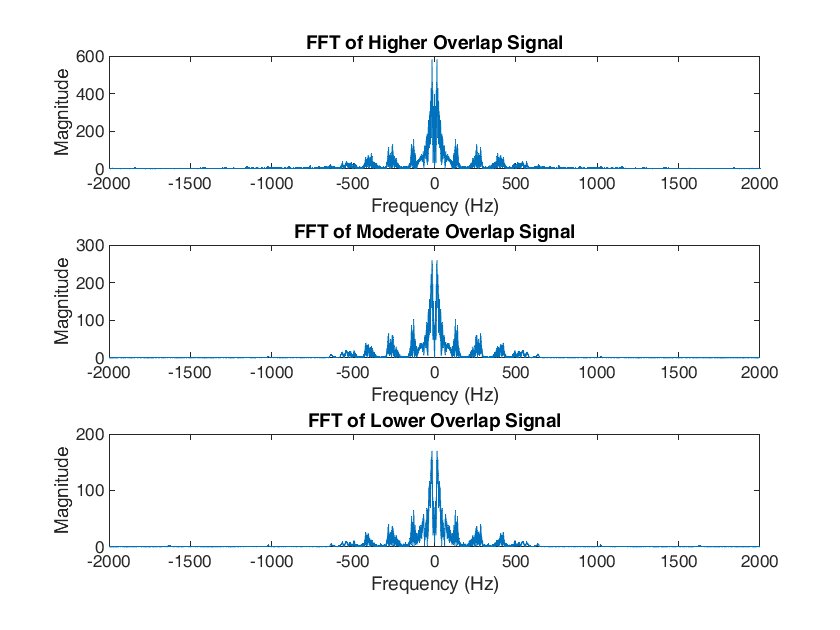 FFT of Higher Overlap Signal
600
400
200
0
Magnitude
-2000 -1500 -1000 -500 0 500 1000 1500 2000
Frequency (Hz)
FFT of Moderate Overlap Signal
300
200
100
0
Magnitude
-2000 -1500 -1000 -500 0 500 1000 1500 2000
Frequency (Hz)
FFT of Lower Overlap Signal
200
100
0
Magnitude
-2000 -1500 -1000 -500 0 500 1000 1500 2000
Frequency (Hz)